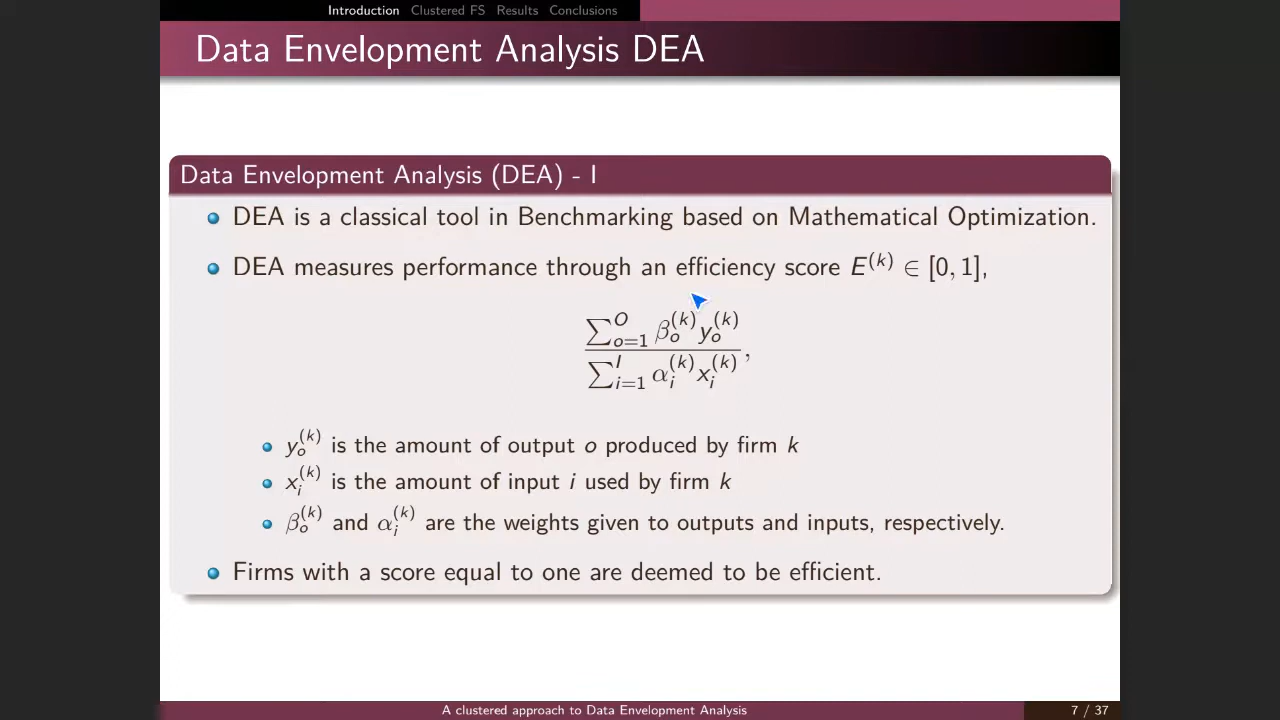 Introduction Clustered FS Results Conclusions
Data Envelopment Analysis DEA
Data Envelopment Analysis (DEA) - I
DEA is a classical tool in Benchmarking based on Mathematical Optimization.
DEA measures performance through an efficiency score E^(k) ∈ [0, 1],
∑_{o=1}^{O} β_o^{(k)} y_o^{(k)}
∑_{i=1}^{I} α_i^{(k)} x_i^{(k)} ,
y_o^{(k)} is the amount of output o produced by firm k
x_i^{(k)} is the amount of input i used by firm k
β_o^{(k)} and α_i^{(k)} are the weights given to outputs and inputs, respectively.
Firms with a score equal to one are deemed to be efficient.
A clustered approach to Data Envelopment Analysis 7 / 37